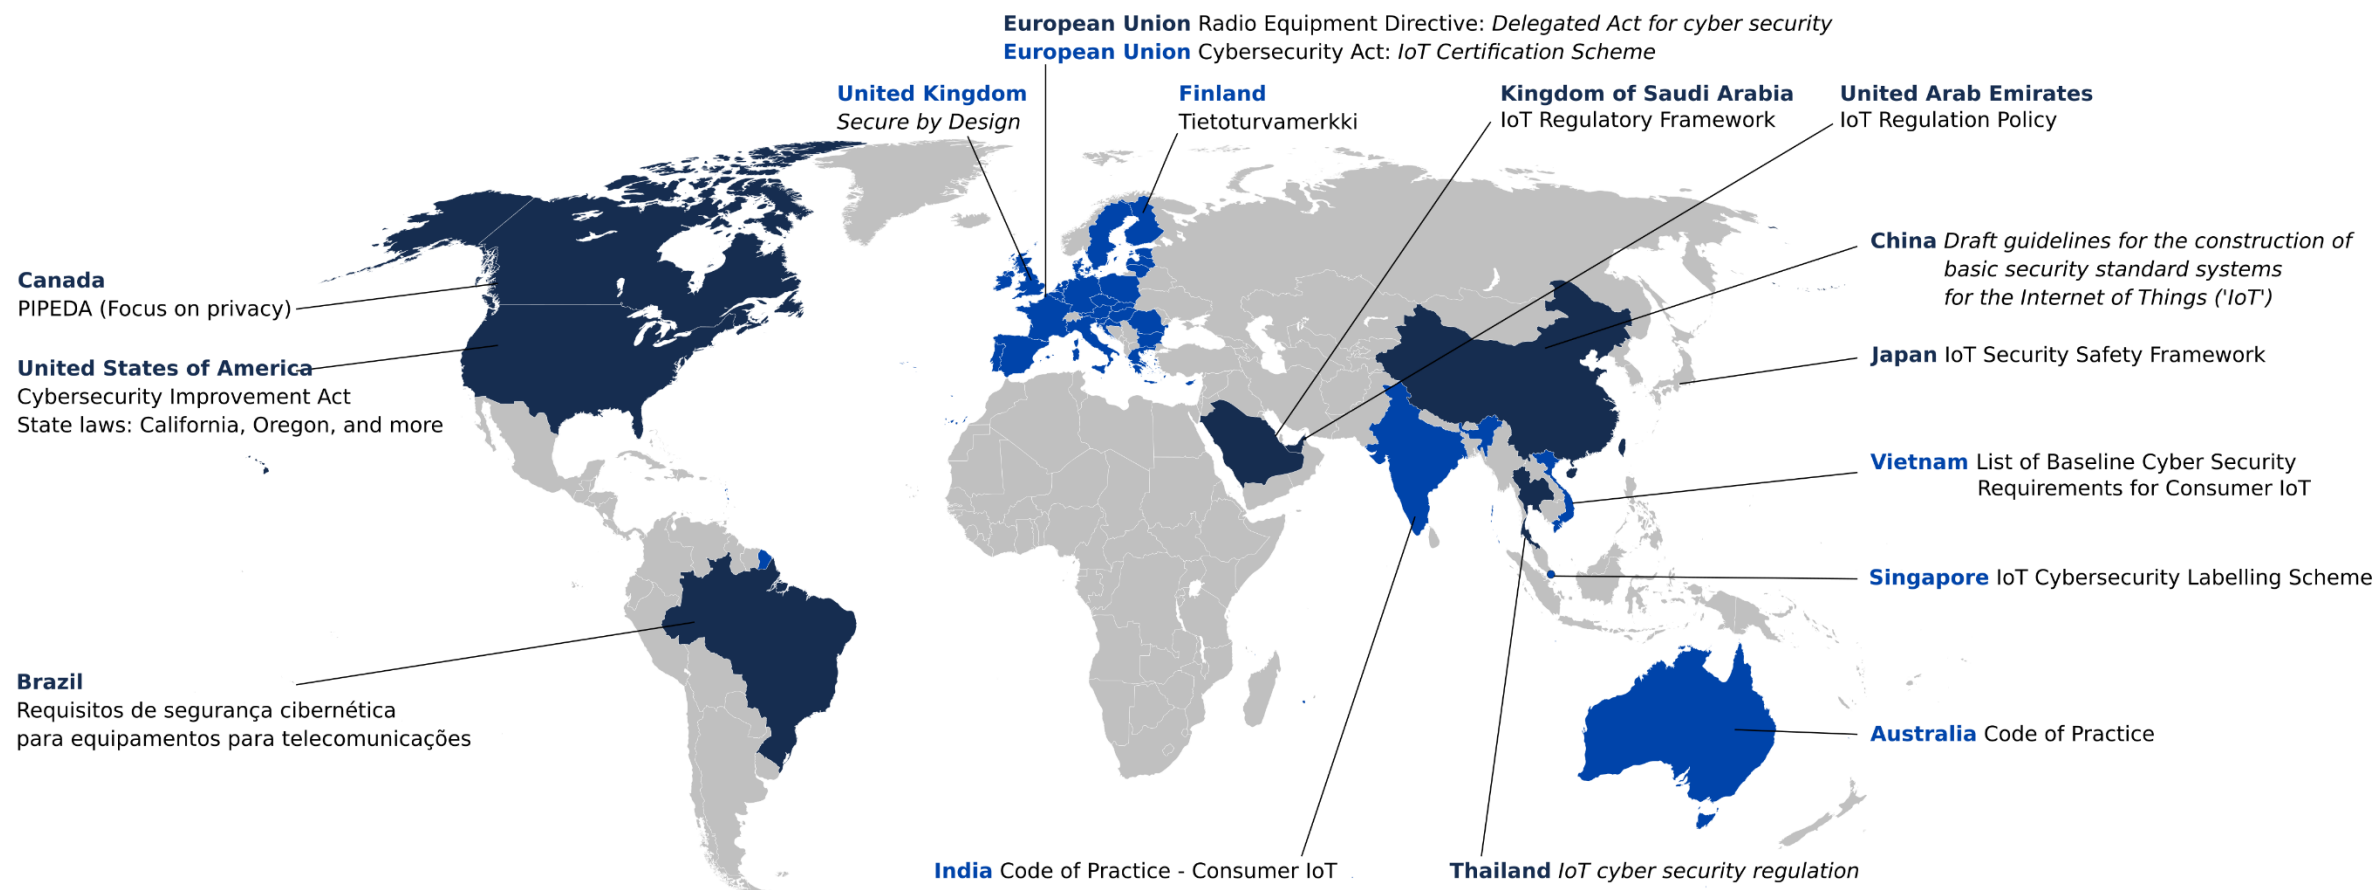 European Union Radio Equipment Directive: Delegated Act for cyber security
European Union Cybersecurity Act: IoT Certification Scheme
United Kingdom
Secure by Design
Finland
Tietoturvamerkki
Kingdom of Saudi Arabia
IoT Regulatory Framework
United Arab Emirates
IoT Regulation Policy
Canada
PIPEDA (Focus on privacy)
United States of America
Cybersecurity Improvement Act
State laws: California, Oregon, and more
Brazil
Requisitos de segurança cibernética
para equipamentos para telecomunicações
China Draft guidelines for the construction of
basic security standard systems
for the Internet of Things ('IoT')
Japan IoT Security Safety Framework
Vietnam List of Baseline Cyber Security
Requirements for Consumer IoT
Singapore IoT Cybersecurity Labelling Scheme
Australia Code of Practice
India Code of Practice - Consumer IoT
Thailand IoT cyber security regulation